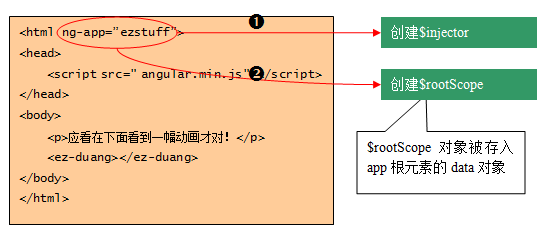 <html ng-app="ezstuff">
❶
创建$injector
<head>
<script src=" angular.min.js" ></script>
❷
创建$rootScope
</head>
<body>
<p>应看在下面看到一幅动画才对！</p>
<ez-duang></ez-duang>
</body>
</html>
$rootScope 对象被存入
app 根元素的 data 对象